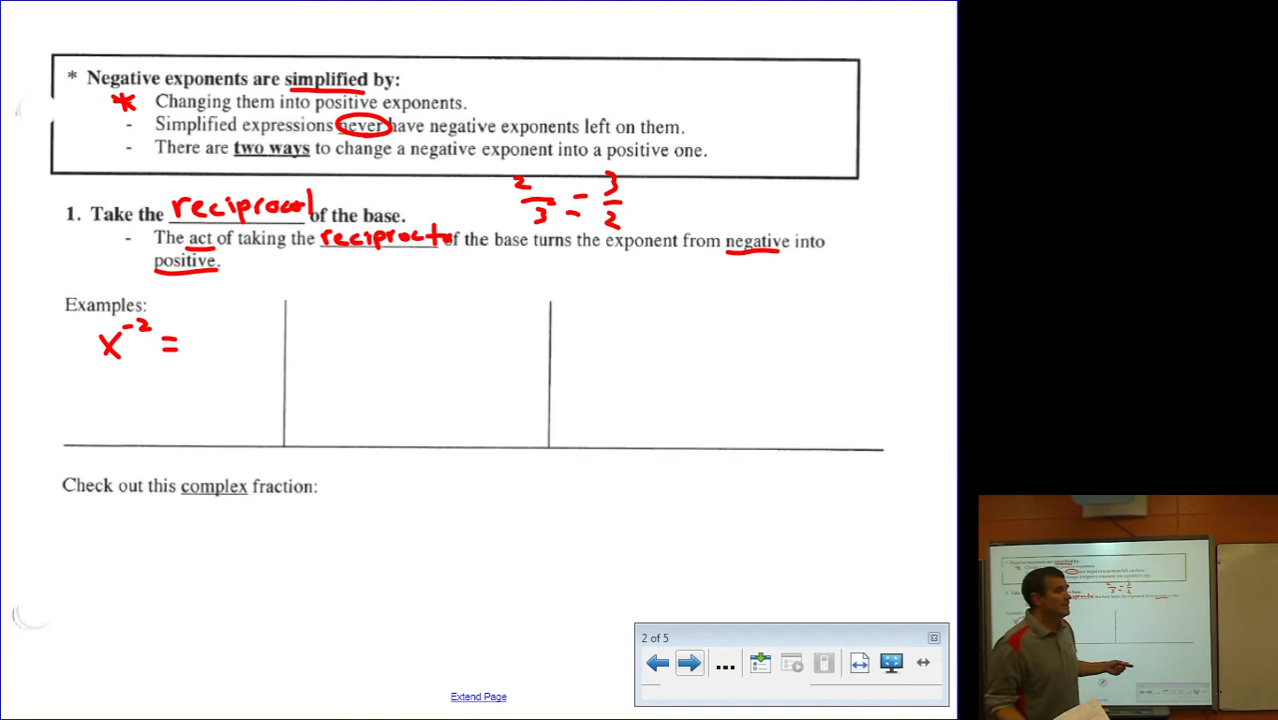 * Negative exponents are simplified by:
* Changing them into positive exponents.
- Simplified expressions never have negative exponents left on them.
- There are two ways to change a negative exponent into a positive one.
2/3 = 3/2
1. Take the reciprocal of the base.
- The act of taking the reciprocal of the base turns the exponent from negative into
positive.
Examples:
x⁻² =
Check out this complex fraction:
2 of 5
...
Extend Page